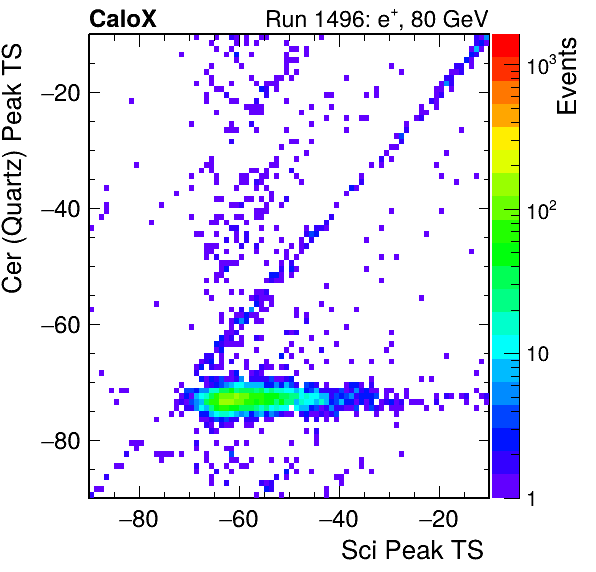 CaloX Run 1496: e⁺, 80 GeV
Cer (Quartz) Peak TS
−20
−40
−60
−80
−80 −60 −40 −20
Sci Peak TS
Events
10³
10²
10
1